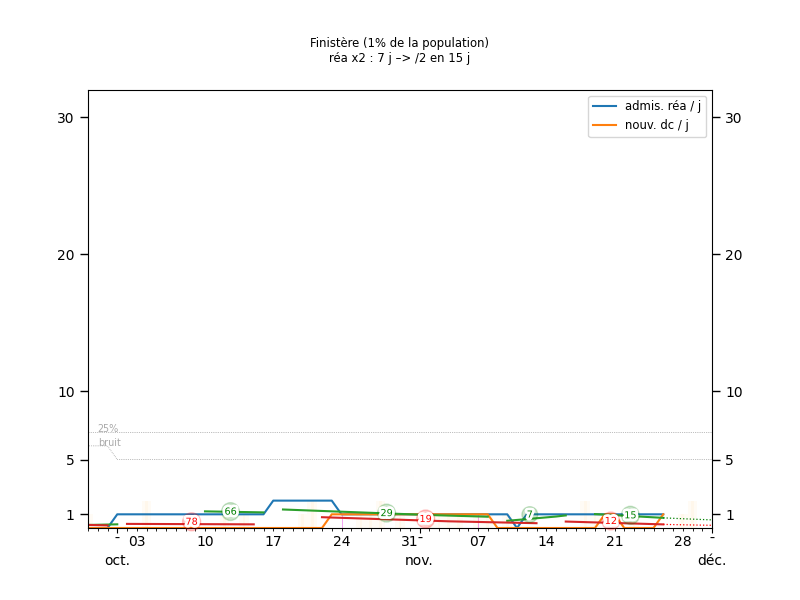 Finistère (1% de la population)
réa x2 : 7 j –> /2 en 15 j
admis. réa / j
nouv. dc / j
30 30
20 20
10 10
25%
bruit
5 5
1 1
78 66 29 19 7 12 15
03 10 17 24 31 07 14 21 28
oct. nov. déc.